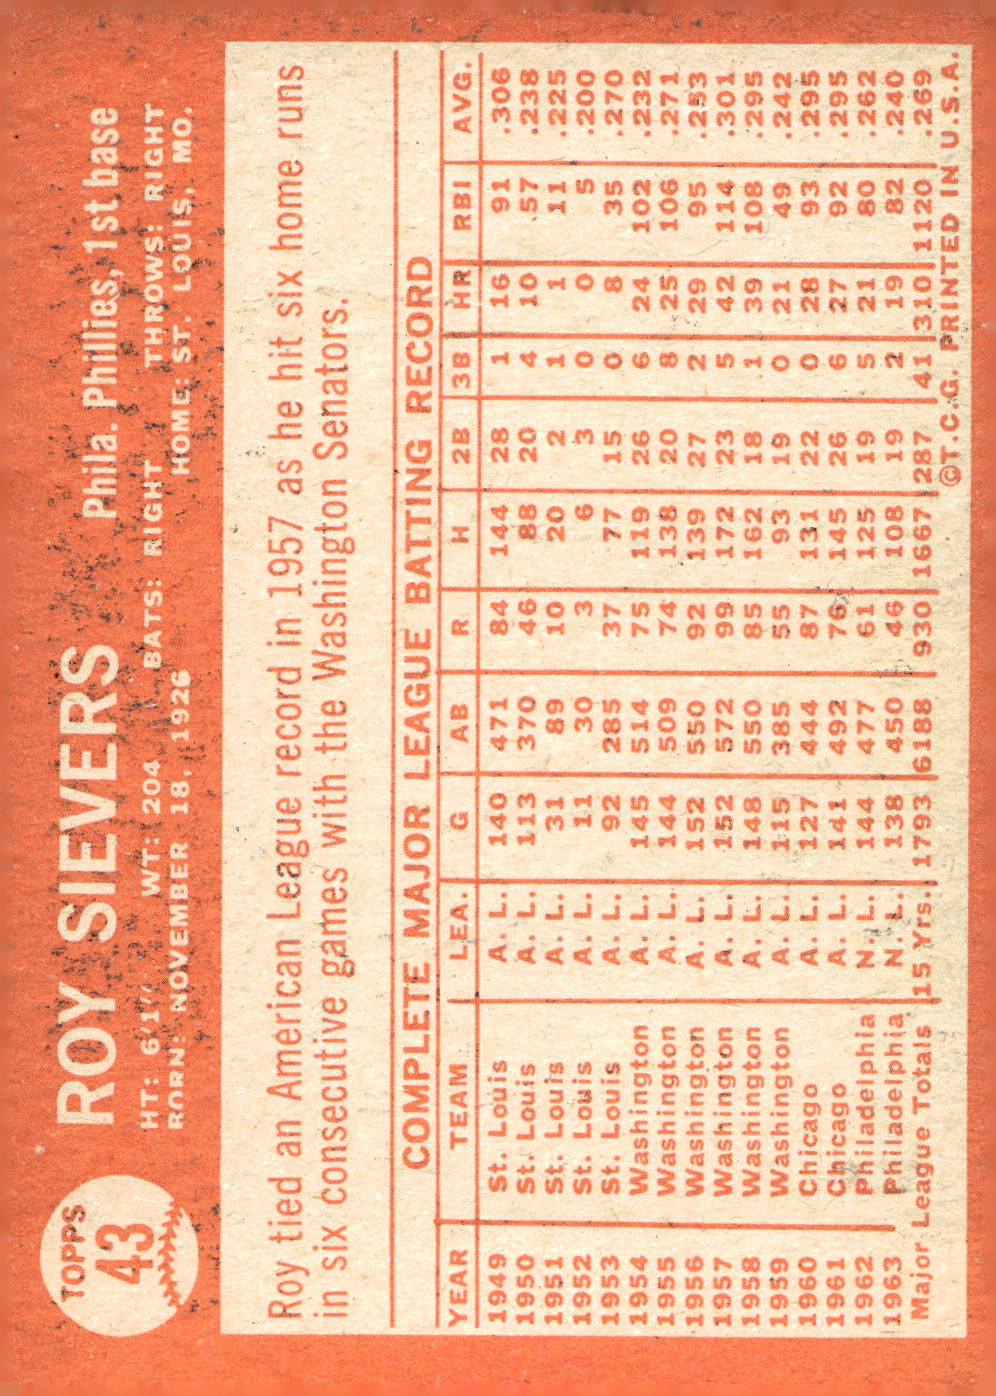 TOPPS
43
ROY SIEVERS Phila. Phillies, 1st base
HT: 6'1" WT: 204 BATS: RIGHT THROWS: RIGHT
BORN: NOVEMBER 18, 1926 HOME: ST. LOUIS, MO.
Roy tied an American League record in 1957 as he hit six home runs
in six consecutive games with the Washington Senators.
COMPLETE MAJOR LEAGUE BATTING RECORD
YEAR TEAM LEA. G AB R H 2B 3B HR RBI AVG.
1949 St. Louis A. L. 140 471 84 144 28 1 16 91 .306
1950 St. Louis A. L. 113 370 46 88 20 4 10 57 .238
1951 St. Louis A. L. 31 89 10 20 2 1 1 11 .225
1952 St. Louis A. L. 11 30 3 6 3 0 0 5 .200
1953 St. Louis A. L. 92 285 37 77 15 0 8 35 .270
1954 Washington A. L. 145 514 75 119 26 6 24 102 .232
1955 Washington A. L. 144 509 74 138 20 8 25 106 .271
1956 Washington A. L. 152 550 92 139 27 2 29 95 .253
1957 Washington A. L. 152 572 99 172 23 5 42 114 .301
1958 Washington A. L. 148 550 85 162 18 1 39 108 .295
1959 Washington A. L. 115 385 55 93 19 0 21 49 .242
1960 Chicago A. L. 127 444 87 131 22 0 28 93 .295
1961 Chicago A. L. 141 492 76 145 26 6 27 92 .295
1962 Philadelphia N. L. 144 477 61 125 19 5 21 80 .262
1963 Philadelphia N. L. 138 450 46 108 19 2 19 82 .240
Major League Totals 15 Yrs. 1793 6188 930 1667 287 41 310 1120 .269
©T.C.G. PRINTED IN U.S.A.